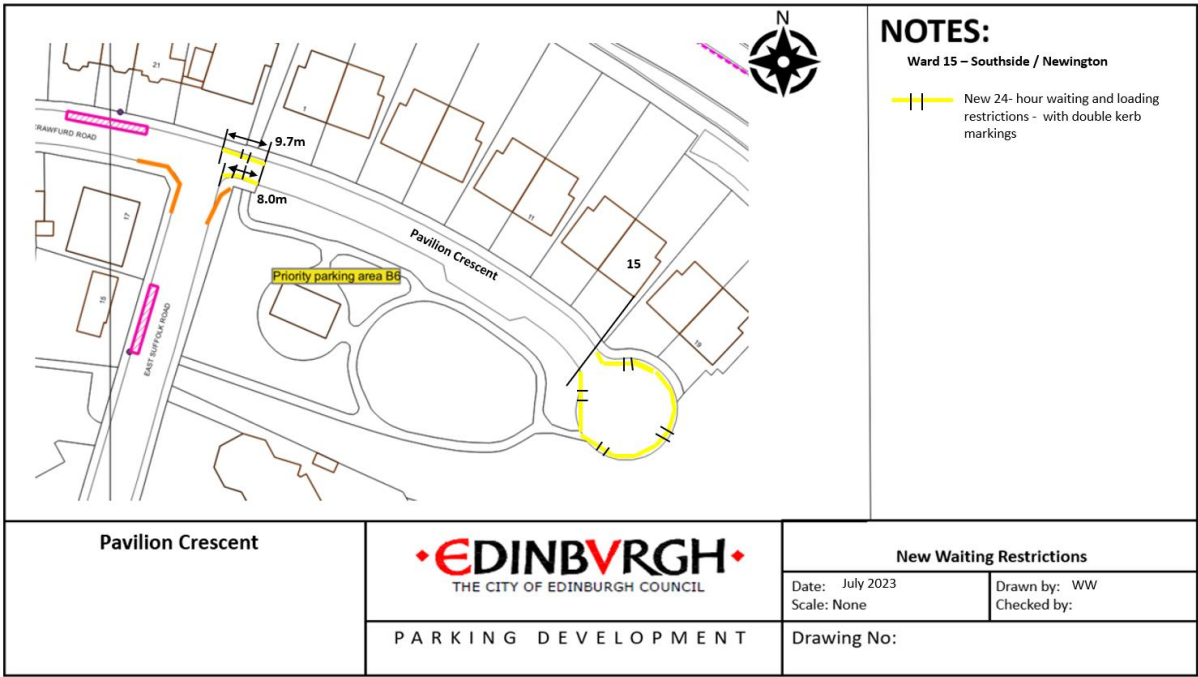 N
21
1
CRAWFURD ROAD
9.7m
8.0m
17
11
Pavilion Crescent
15
Priority parking area B6
15
19
EAST SUFFOLK ROAD
NOTES:
Ward 15 – Southside / Newington
New 24- hour waiting and loading
restrictions - with double kerb
markings
Pavilion Crescent
EDINBVRGH
THE CITY OF EDINBURGH COUNCIL
PARKING DEVELOPMENT
New Waiting Restrictions
Date: July 2023
Scale: None
Drawn by: WW
Checked by:
Drawing No: